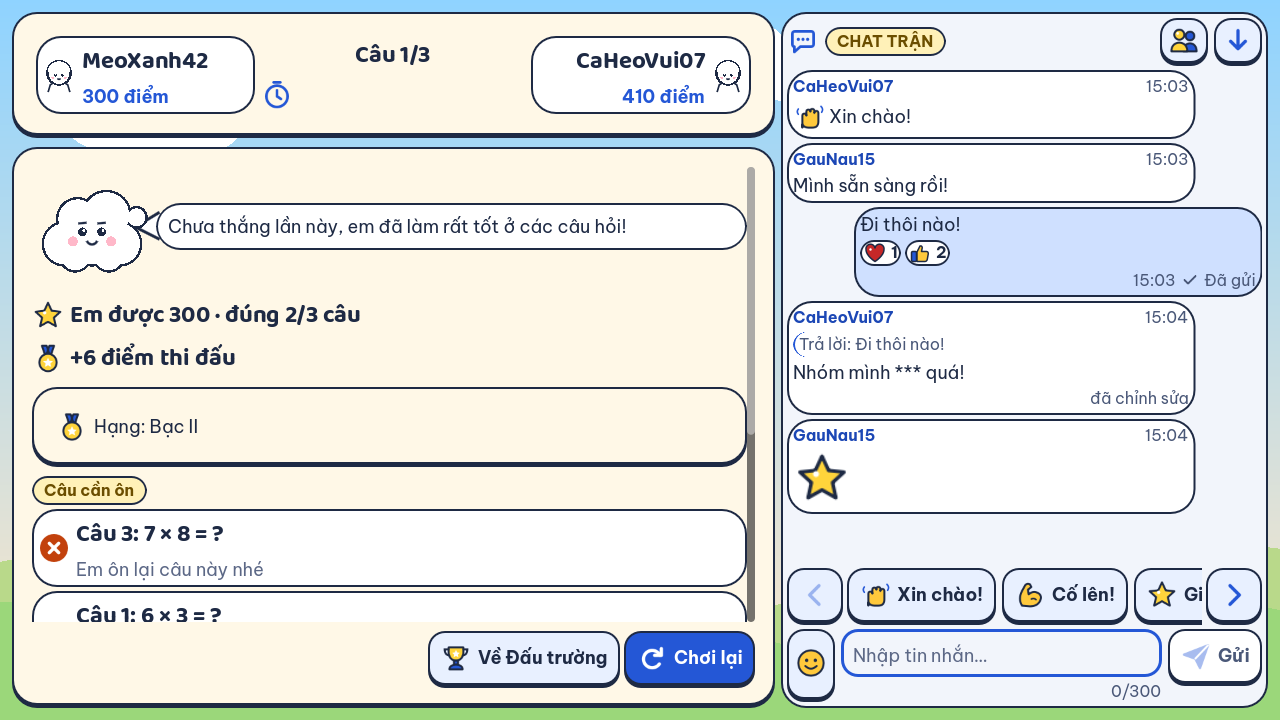 MeoXanh42
300 điểm
Câu 1/3
CaHeoVui07
410 điểm
Chưa thắng lần này, em đã làm rất tốt ở các câu hỏi!
Em được 300 · đúng 2/3 câu
+6 điểm thi đấu
Hạng: Bạc II
Câu cần ôn
Câu 3: 7 × 8 = ?
Em ôn lại câu này nhé
Câu 1: 6 × 3 = ?
Về Đấu trường
Chơi lại
CHAT TRẬN
CaHeoVui07 15:03
Xin chào!
GauNau15 15:03
Mình sẵn sàng rồi!
Đi thôi nào!
1 2
15:03 Đã gửi
CaHeoVui07 15:04
Trả lời: Đi thôi nào!
Nhóm mình *** quá!
đã chỉnh sửa
GauNau15 15:04
Xin chào!
Cố lên!
Gi
Nhập tin nhắn...
Gửi
0/300